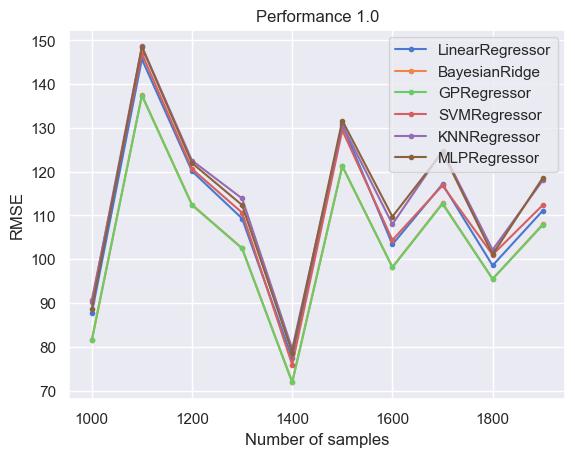 Performance 1.0
150
140
130
120
110
100
90
80
70
RMSE
1000
1200
1400
1600
1800
Number of samples
LinearRegressor
BayesianRidge
GPRegressor
SVMRegressor
KNNRegressor
MLPRegressor